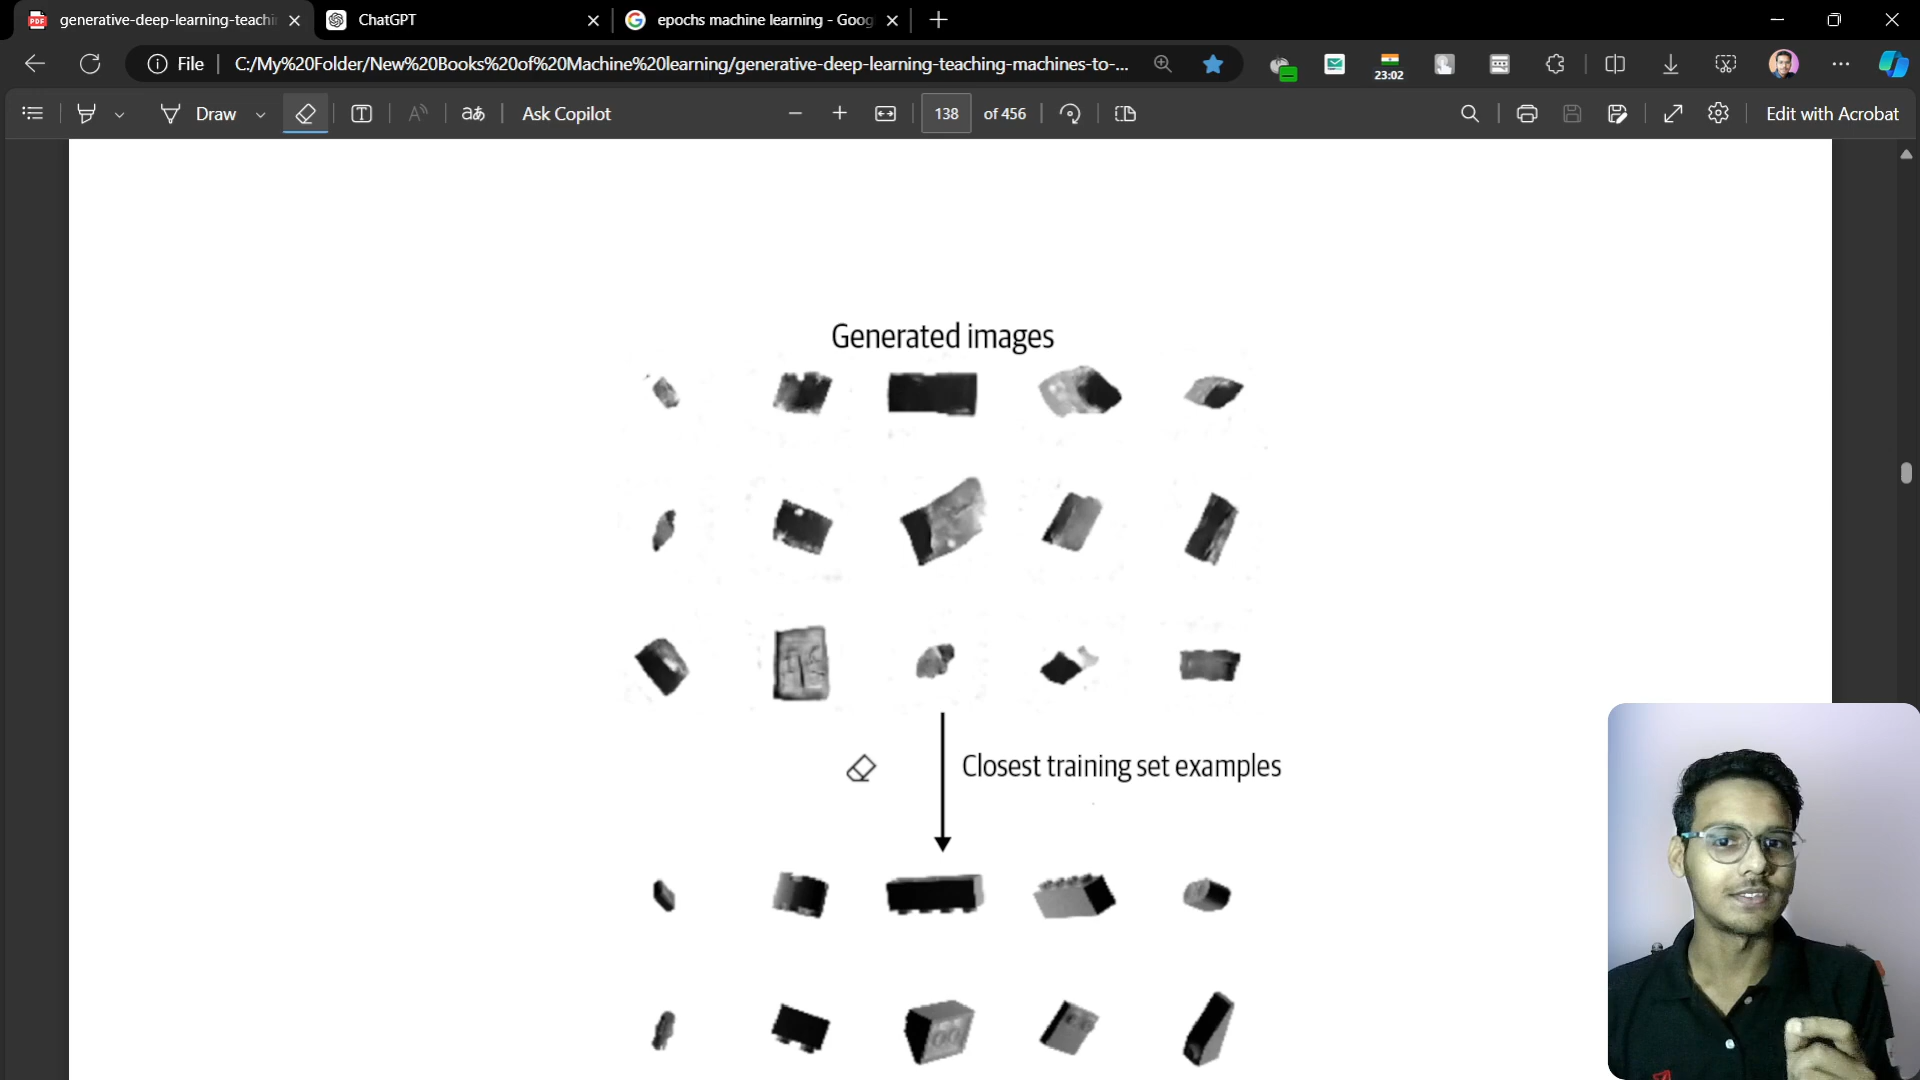 generative-deep-learning-teachi
ChatGPT
epochs machine learning - Goog
File
C:/My%20Folder/New%20Books%20of%20Machine%20learning/generative-deep-learning-teaching-machines-to-...
23:02
Draw
aあ
Ask Copilot
138 of 456
Edit with Acrobat
Generated images
Closest training set examples